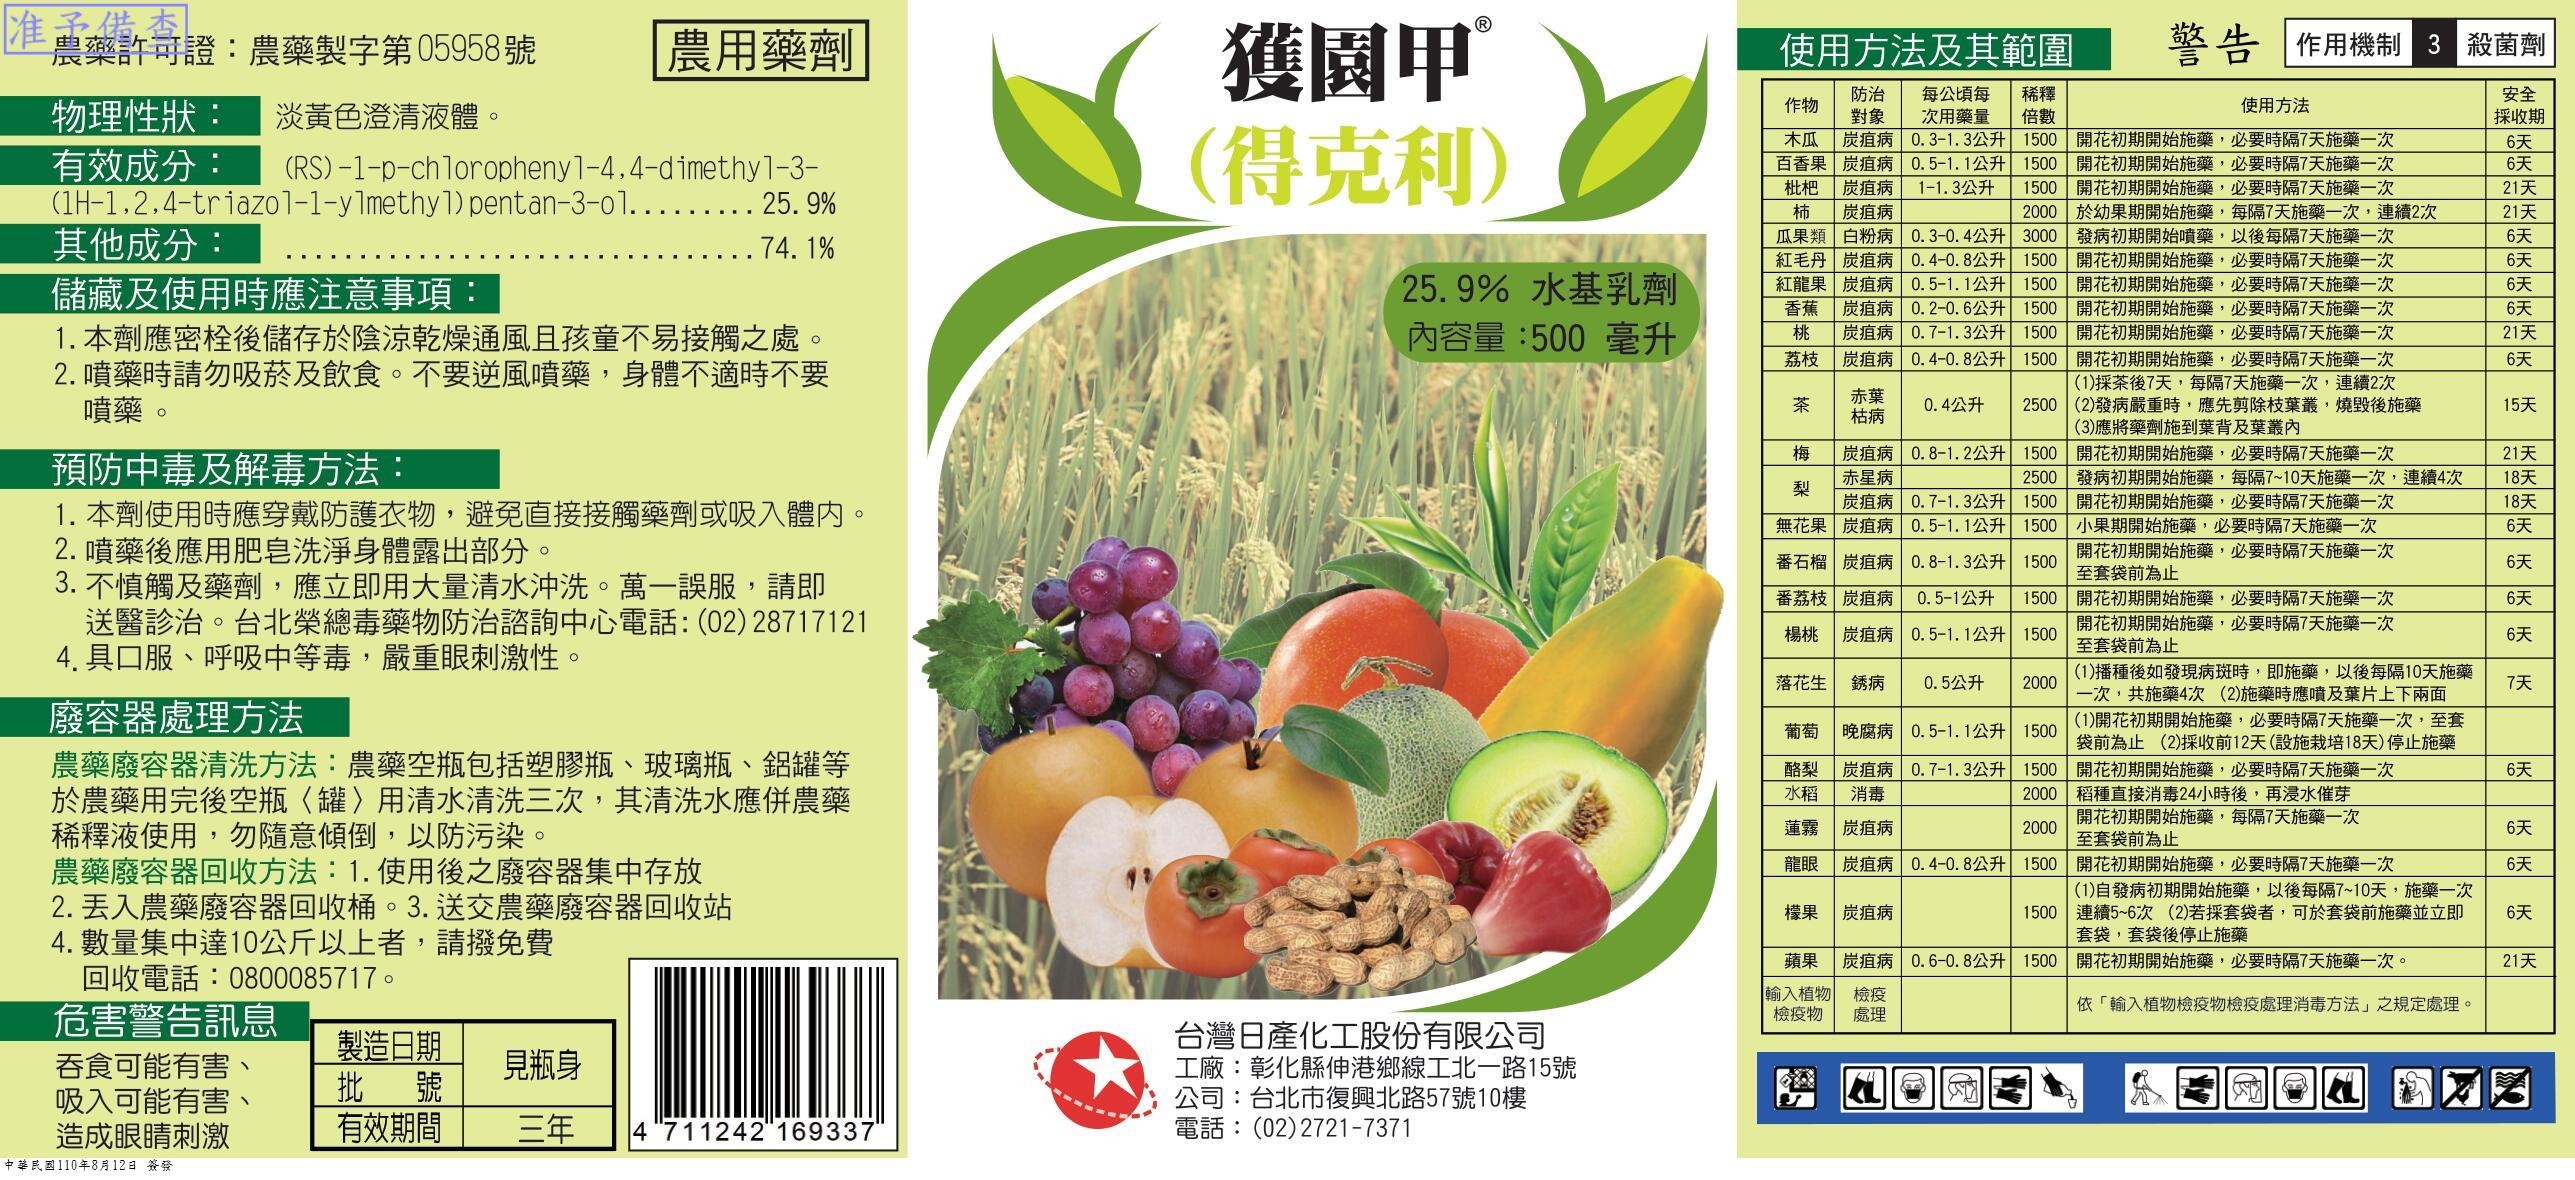 准予備查
農藥許可證：農藥製字第05958號
農用藥劑
物理性狀： 淡黃色澄清液體。
有效成分： (RS)-1-p-chlorophenyl-4,4-dimethyl-3-
(1H-1,2,4-triazol-1-ylmethyl)pentan-3-ol.........25.9%
其他成分： ................................74.1%
儲藏及使用時應注意事項：
1. 本劑應密栓後儲存於陰涼乾燥通風且孩童不易接觸之處。
2. 噴藥時請勿吸菸及飲食。不要逆風噴藥，身體不適時不要
噴藥。
預防中毒及解毒方法：
1. 本劑使用時應穿戴防護衣物，避免直接接觸藥劑或吸入體內。
2. 噴藥後應用肥皂洗淨身體露出部分。
3. 不慎觸及藥劑，應立即用大量清水沖洗。萬一誤服，請即
送醫診治。台北榮總毒藥物防治諮詢中心電話:(02)28717121
4. 具口服、呼吸中等毒，嚴重眼刺激性。
廢容器處理方法
農藥廢容器清洗方法：農藥空瓶包括塑膠瓶、玻璃瓶、鋁罐等
於農藥用完後空瓶〈罐〉用清水清洗三次，其清洗水應併農藥
稀釋液使用，勿隨意傾倒，以防污染。
農藥廢容器回收方法：1. 使用後之廢容器集中存放
2. 丟入農藥廢容器回收桶。3. 送交農藥廢容器回收站
4. 數量集中達10公斤以上者，請撥免費
回收電話：0800085717。
危害警告訊息
吞食可能有害、
吸入可能有害、
造成眼睛刺激
製造日期 見瓶身
批 號
有效期間 三年
4 711242 169337
中華民國110年8月12日 簽發
獲園甲®
(得克利)
25.9% 水基乳劑
內容量：500 毫升
台灣日產化工股份有限公司
工廠：彰化縣伸港鄉線工北一路15號
公司：台北市復興北路57號10樓
電話：(02)2721-7371
使用方法及其範圍 警告 作用機制 3 殺菌劑
作物 防治對象 每公頃每次用藥量 稀釋倍數 使用方法 安全採收期
木瓜 炭疽病 0.3-1.3公升 1500 開花初期開始施藥，必要時隔7天施藥一次 6天
百香果 炭疽病 0.5-1.1公升 1500 開花初期開始施藥，必要時隔7天施藥一次 6天
枇杷 炭疽病 1-1.3公升 1500 開花初期開始施藥，必要時隔7天施藥一次 21天
柿 炭疽病 2000 於幼果期開始施藥，每隔7天施藥一次，連續2次 21天
瓜果類 白粉病 0.3-0.4公升 3000 發病初期開始噴藥，以後每隔7天施藥一次 6天
紅毛丹 炭疽病 0.4-0.8公升 1500 開花初期開始施藥，必要時隔7天施藥一次 6天
紅龍果 炭疽病 0.5-1.1公升 1500 開花初期開始施藥，必要時隔7天施藥一次 6天
香蕉 炭疽病 0.2-0.6公升 1500 開花初期開始施藥，必要時隔7天施藥一次 6天
桃 炭疽病 0.7-1.3公升 1500 開花初期開始施藥，必要時隔7天施藥一次 21天
荔枝 炭疽病 0.4-0.8公升 1500 開花初期開始施藥，必要時隔7天施藥一次 6天
茶 赤葉枯病 0.4公升 2500 (1)採茶後7天，每隔7天施藥一次，連續2次 15天
(2)發病嚴重時，應先剪除枝葉叢，燒毀後施藥
(3)應將藥劑施到葉背及葉叢內
梅 炭疽病 0.8-1.2公升 1500 開花初期開始施藥，必要時隔7天施藥一次 21天
梨 赤星病 2500 發病初期開始施藥，每隔7~10天施藥一次，連續4次 18天
炭疽病 0.7-1.3公升 1500 開花初期開始施藥，必要時隔7天施藥一次 18天
無花果 炭疽病 0.5-1.1公升 1500 小果期開始施藥，必要時隔7天施藥一次 6天
番石榴 炭疽病 0.8-1.3公升 1500 開花初期開始施藥，必要時隔7天施藥一次 6天
至套袋前為止
番荔枝 炭疽病 0.5-1公升 1500 開花初期開始施藥，必要時隔7天施藥一次 6天
楊桃 炭疽病 0.5-1.1公升 1500 開花初期開始施藥，必要時隔7天施藥一次 6天
至套袋前為止
落花生 銹病 0.5公升 2000 (1)播種後如發現病斑時，即施藥，以後每隔10天施藥 7天
一次，共施藥4次 (2)施藥時應噴及葉片上下兩面
葡萄 晚腐病 0.5-1.1公升 1500 (1)開花初期開始施藥，必要時隔7天施藥一次，至套
袋前為止 (2)採收前12天(設施栽培18天)停止施藥
酪梨 炭疽病 0.7-1.3公升 1500 開花初期開始施藥，必要時隔7天施藥一次 6天
水稻 消毒 2000 稻種直接消毒24小時後，再浸水催芽
蓮霧 炭疽病 2000 開花初期開始施藥，每隔7天施藥一次 6天
至套袋前為止
龍眼 炭疽病 0.4-0.8公升 1500 開花初期開始施藥，必要時隔7天施藥一次 6天
檬果 炭疽病 1500 (1)自發病初期開始施藥，以後每隔7~10天，施藥一次 6天
連續5~6次 (2)若採套袋者，可於套袋前施藥並立即
套袋，套袋後停止施藥
蘋果 炭疽病 0.6-0.8公升 1500 開花初期開始施藥，必要時隔7天施藥一次。 21天
輸入植物檢疫物 檢疫處理 依「輸入植物檢疫物檢疫處理消毒方法」之規定處理。